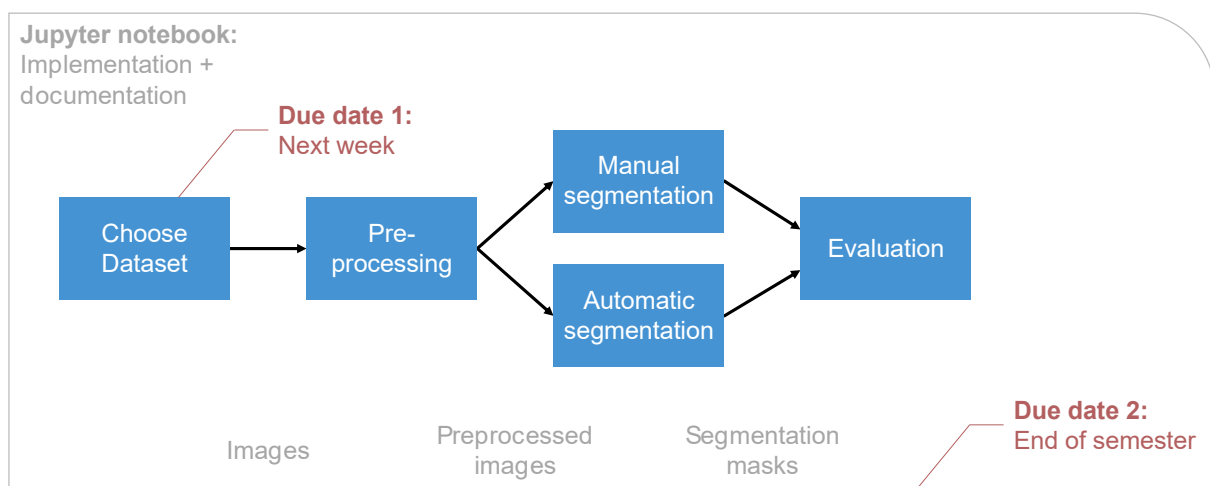 Jupyter notebook:
Implementation +
documentation
Due date 1:
Next week
Choose
Dataset
Pre-
processing
Manual
segmentation
Automatic
segmentation
Evaluation
Images
Preprocessed
images
Segmentation
masks
Due date 2:
End of semester